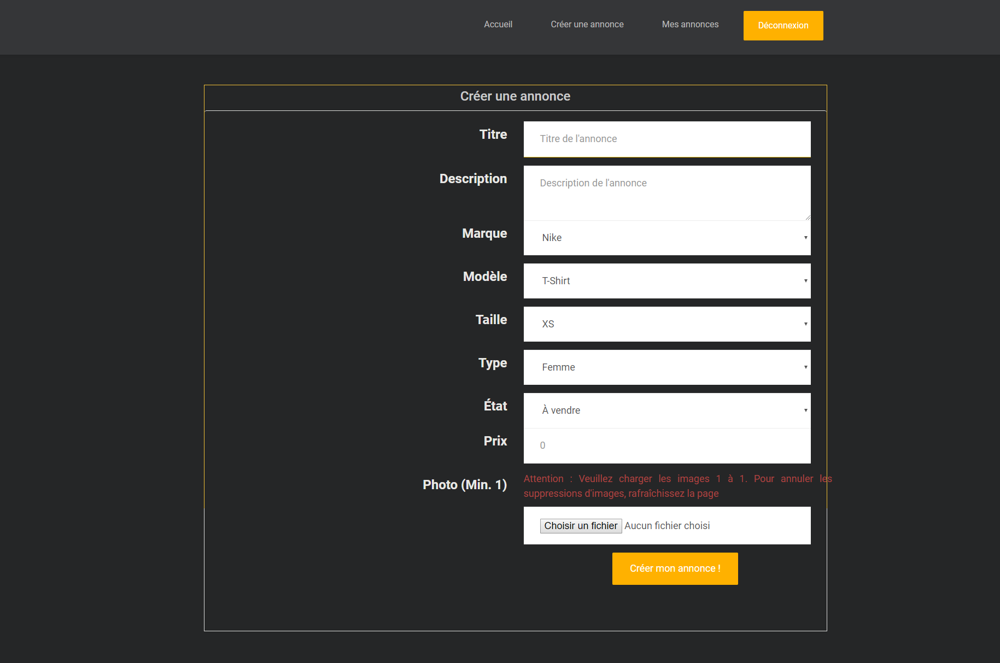 Accueil Créer une annonce Mes annonces Déconnexion
Créer une annonce
Titre Titre de l'annonce
Description Description de l'annonce
Marque Nike
Modèle T-Shirt
Taille XS
Type Femme
État À vendre
Prix 0
Photo (Min. 1) Attention : Veuillez charger les images 1 à 1. Pour annuler les
suppressions d'images, rafraîchissez la page
Choisir un fichier Aucun fichier choisi
Créer mon annonce !